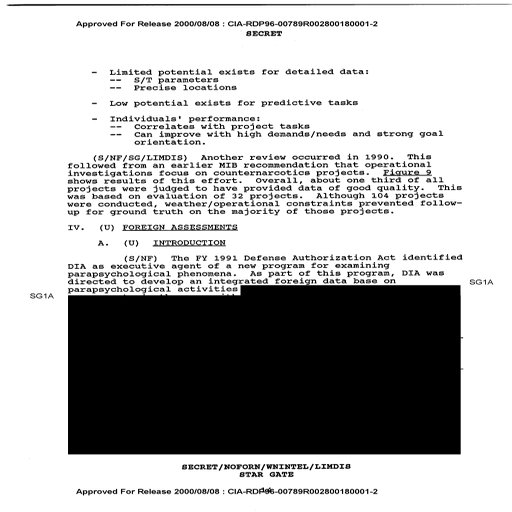 Approved For Release 2000/08/08 : CIA-RDP96-00789R002800180001-2
SECRET
- Limited potential exists for detailed data:
-- S/T parameters
-- Precise locations
- Low potential exists for predictive tasks
- Individuals' performance:
-- Correlates with project tasks
-- Can improve with high demands/needs and strong goal
orientation.
(S/NF/SG/LIMDIS) Another review occurred in 1990. This
followed from an earlier MIB recommendation that operational
investigations focus on counternarcotics projects. Figure 9
shows results of this effort. Overall, about one third of all
projects were judged to have provided data of good quality. This
was based on evaluation of 32 projects. Although 104 projects
were conducted, weather/operational constraints prevented follow-
up for ground truth on the majority of those projects.
IV. (U) FOREIGN ASSESSMENTS
A. (U) INTRODUCTION
(S/NF) The FY 1991 Defense Authorization Act identified
DIA as executive agent of a new program for examining
parapsychological phenomena. As part of this program, DIA was
directed to develop an integrated foreign data base on
parapsychological activities
SG1A
SG1A
SECRET/NOFORN/WNINTEL/LIMDIS
STAR GATE
Approved For Release 2000/08/08 : CIA-RDP96-00789R002800180001-2